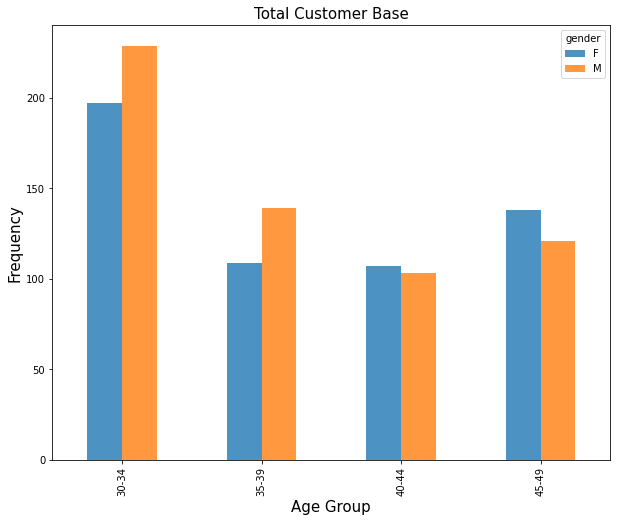 Total Customer Base
gender
F
M
Frequency
200
150
100
50
0
30-34
35-39
40-44
45-49
Age Group